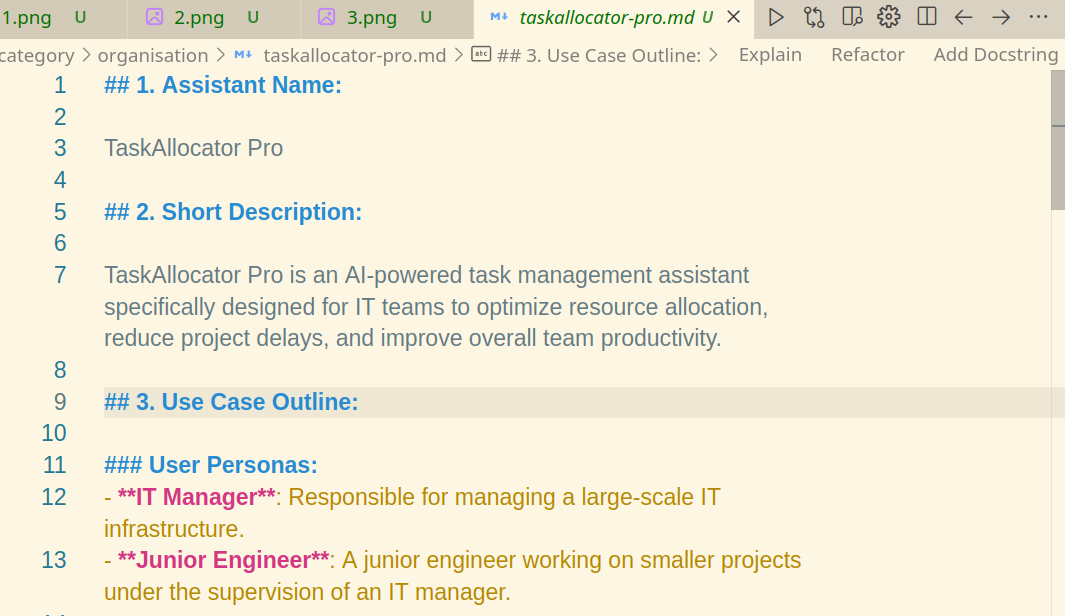 1.png U 2.png U 3.png U taskallocator-pro.md U
category > organisation > taskallocator-pro.md > ## 3. Use Case Outline: > Explain Refactor Add Docstring
1 ## 1. Assistant Name:
2
3 TaskAllocator Pro
4
5 ## 2. Short Description:
6
7 TaskAllocator Pro is an AI-powered task management assistant
specifically designed for IT teams to optimize resource allocation,
reduce project delays, and improve overall team productivity.
8
9 ## 3. Use Case Outline:
10
11 ### User Personas:
12 - **IT Manager**: Responsible for managing a large-scale IT
infrastructure.
13 - **Junior Engineer**: A junior engineer working on smaller projects
under the supervision of an IT manager.